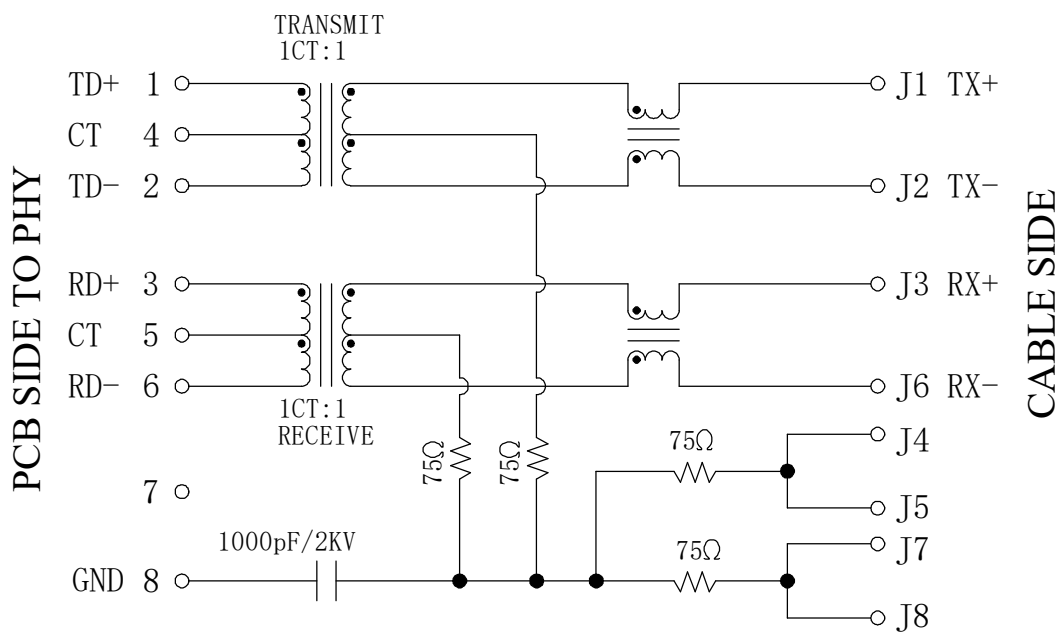 TRANSMIT
1CT:1
TD+ 1
CT 4
TD- 2
J1 TX+
J2 TX-
PCB SIDE TO PHY
CABLE SIDE
RD+ 3
CT 5
RD- 6
J3 RX+
J6 RX-
1CT:1
RECEIVE
75Ω
75Ω
75Ω
J4
J5
7
1000pF/2KV
75Ω
J7
GND 8
J8